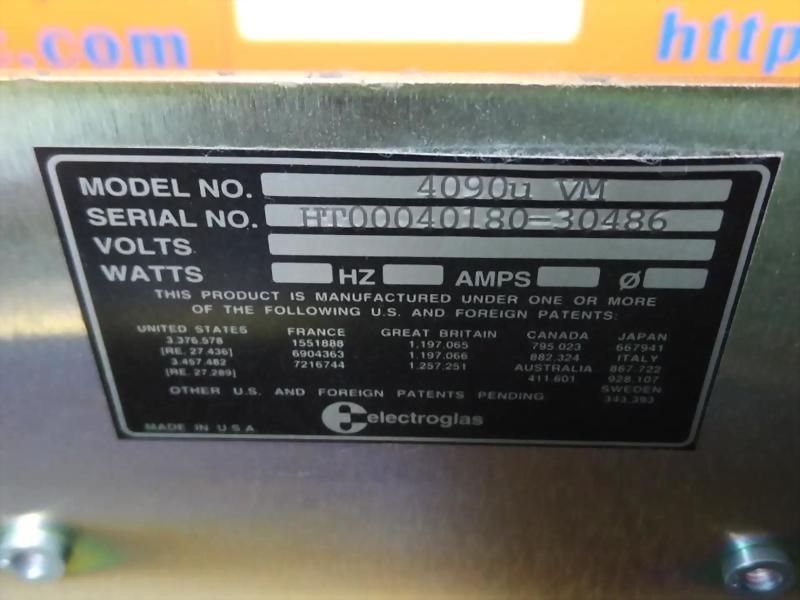 .com
http
MODEL NO. 4090u VM
SERIAL NO. HT00040180-30486
VOLTS
WATTS HZ AMPS Ø
THIS PRODUCT IS MANUFACTURED UNDER ONE OR MORE
OF THE FOLLOWING U.S. AND FOREIGN PATENTS:
UNITED STATES FRANCE GREAT BRITAIN CANADA JAPAN
3.376.578 1551888 1.197.065 795.023 667941
[RE. 27.436] 6904363 1.197.066 882.324 ITALY
3.457.482 7216744 1.257.251 AUSTRALIA 867.722
[RE. 27.289] 411.601 928.107
SWEDEN
OTHER U.S. AND FOREIGN PATENTS PENDING 343.393
electroglas
MADE IN U S A